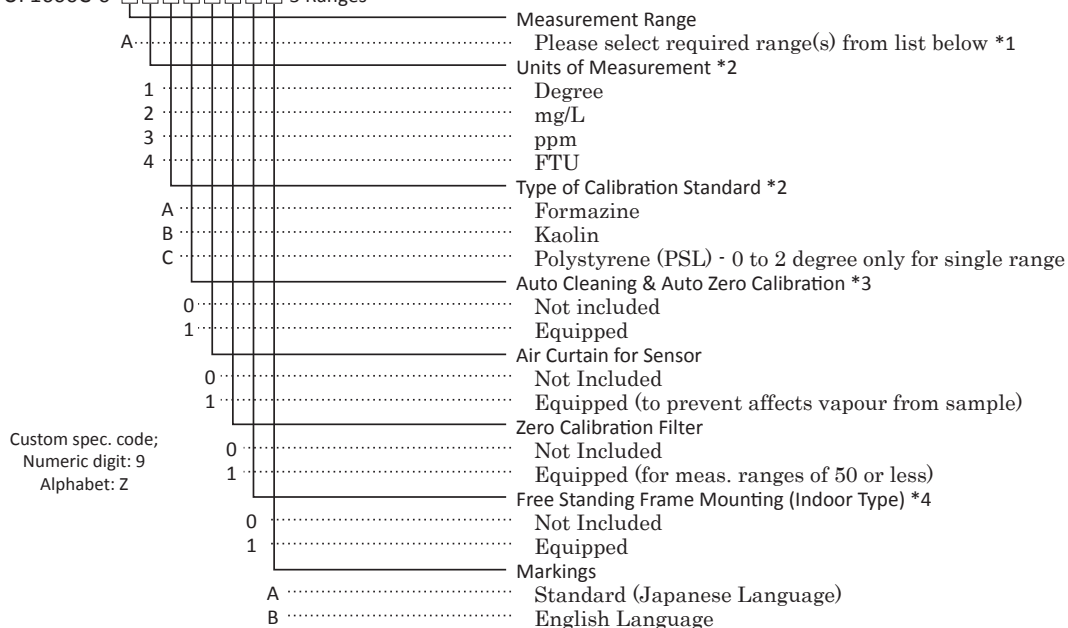 3 Ranges
Measurement Range
A Please select required range(s) from list below *1
Units of Measurement *2
1 Degree
2 mg/L
3 ppm
4 FTU
Type of Calibration Standard *2
A Formazine
B Kaolin
C Polystyrene (PSL) - 0 to 2 degree only for single range
Auto Cleaning & Auto Zero Calibration *3
0 Not included
1 Equipped
Air Curtain for Sensor
0 Not Included
1 Equipped (to prevent affects vapour from sample)
Zero Calibration Filter
Custom spec. code;
Numeric digit: 9
Alphabet: Z
0 Not Included
1 Equipped (for meas. ranges of 50 or less)
Free Standing Frame Mounting (Indoor Type) *4
0 Not Included
1 Equipped
Markings
A Standard (Japanese Language)
B English Language